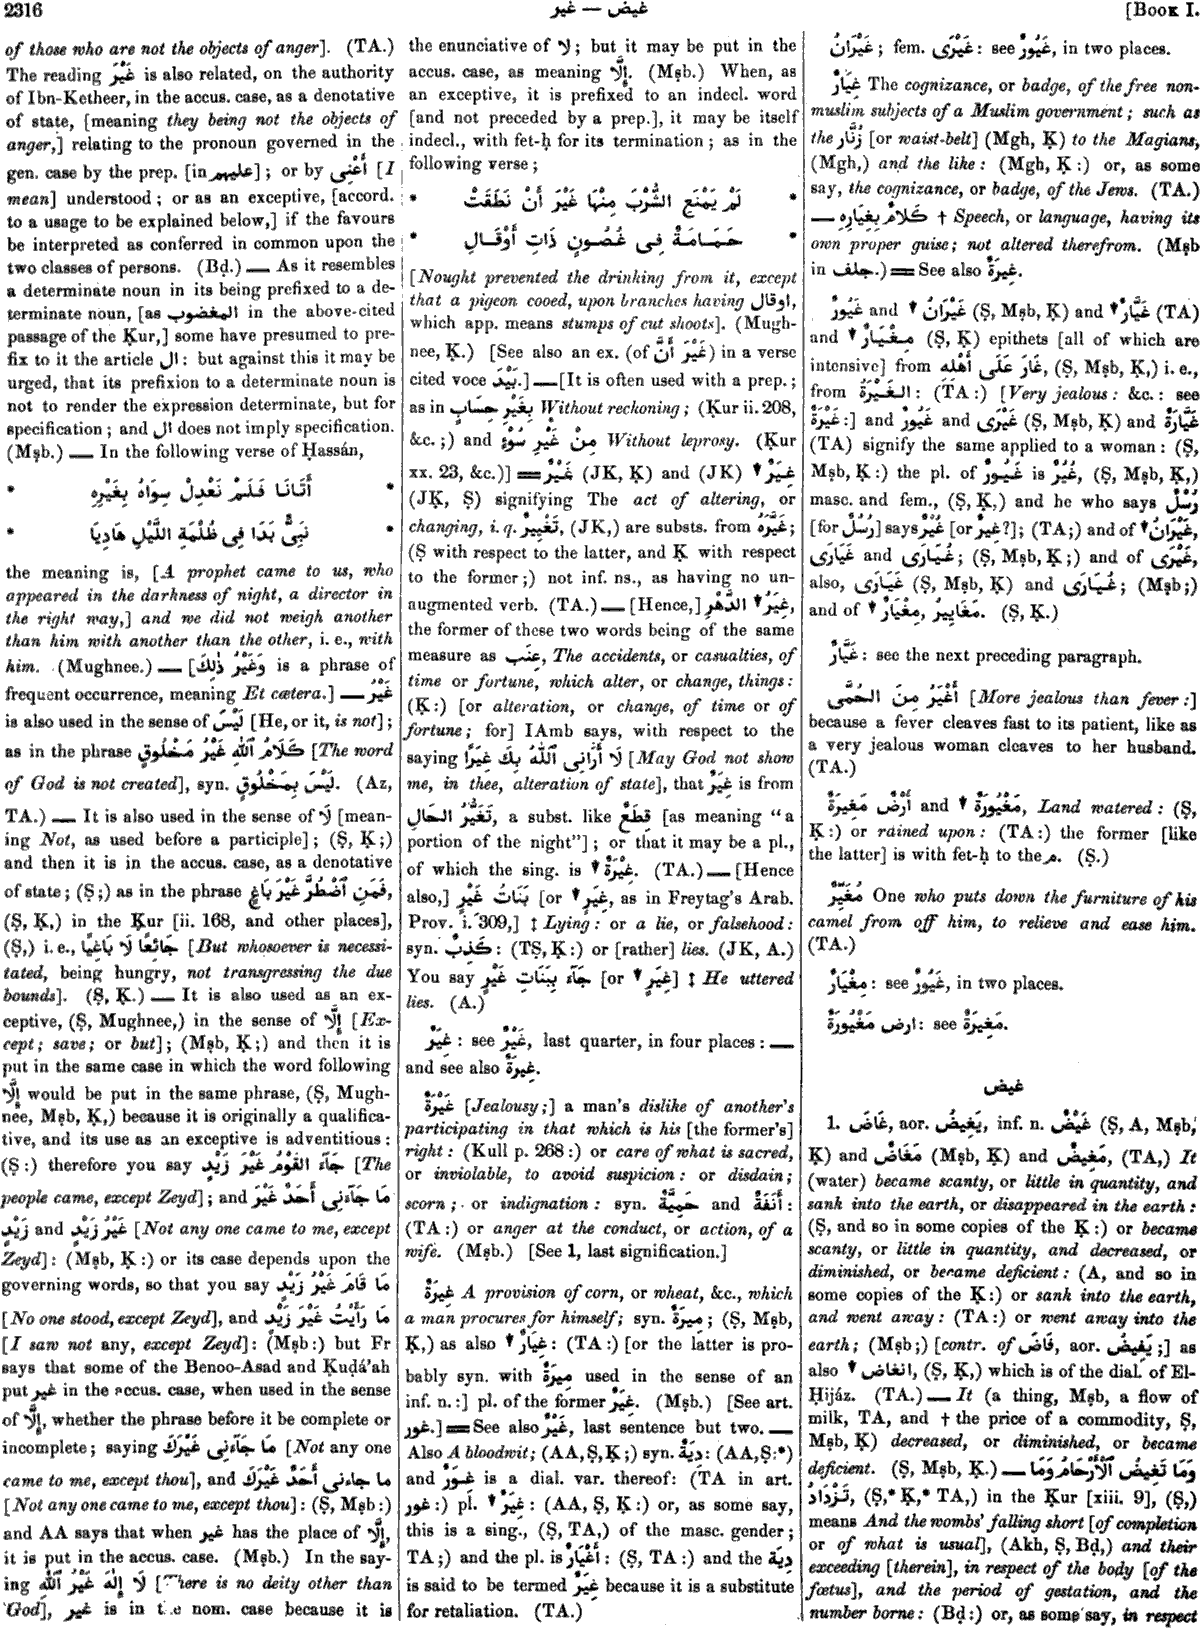 2316
غيض — غير
[Book I.
of those who are not the objects of anger]. (TA.)
The reading غَيْرَ is also related, on the authority
of Ibn-Ketheer, in the accus. case, as a denotative
of state, [meaning they being not the objects of
anger,] relating to the pronoun governed in the
gen. case by the prep. [in عليهم]; or by أَعْنِى [I
mean] understood; or as an exceptive, [accord.
to a usage to be explained below,] if the favours
be interpreted as conferred in common upon the
two classes of persons. (Bḍ.) — As it resembles
a determinate noun in its being prefixed to a de-
terminate noun, [as المغضوب in the above-cited
passage of the Ḳur,] some have presumed to pre-
fix to it the article ال: but against this it may be
urged, that its prefixion to a determinate noun is
not to render the expression determinate, but for
specification; and ال does not imply specification.
(Mṣb.) — In the following verse of Ḥassán,
* أَتَانَا فَلَمْ نَعْدِلْ سِوَاهُ بِغَيْرِهِ *
* نَبِىٌّ بَدَا فِى ظُلْمَةِ اللَّيْلِ هَادِيَا *
the meaning is, [A prophet came to us, who
appeared in the darkness of night, a director in
the right way,] and we did not weigh another
than him with another than the other, i. e., with
him. (Mughnee.) — [وَغَيْرُ ذٰلِكَ is a phrase of
frequent occurrence, meaning Et cætera.] — غَيْرُ
is also used in the sense of لَيْسَ [He, or it, is not];
as in the phrase كَلَامُ ٱللّٰهِ غَيْرُ مَخْلُوقٍ [The word
of God is not created], syn. لَيْسَ بِمَخْلُوقٍ. (Az,
TA.) — It is also used in the sense of لَا [mean-
ing Not, as used before a participle]; (Ṣ, Ḳ;)
and then it is in the accus. case, as a denotative
of state; (Ṣ;) as in the phrase فَمَنِ ٱضْطُرَّ غَيْرَ بَاغٍ,
(Ṣ, Ḳ,) in the Ḳur [ii. 168, and other places],
(Ṣ,) i. e., جَائِعًا لَا بَاغِيًا [But whosoever is necessi-
tated, being hungry, not transgressing the due
bounds]. (Ṣ, Ḳ.) — It is also used as an ex-
ceptive, (Ṣ, Mughnee,) in the sense of إِلَّا [Ex-
cept; save; or but]; (Mṣb, Ḳ;) and then it is
put in the same case in which the word following
إِلَّا would be put in the same phrase, (Ṣ, Mugh-
nee, Mṣb, Ḳ,) because it is originally a qualifica-
tive, and its use as an exceptive is adventitious:
(Ṣ:) therefore you say جَآءَ القَوْمُ غَيْرَ زَيْدٍ [The
people came, except Zeyd]; and مَا جَآءَنِى أَحَدٌ غَيْرَ
زَيْدٍ and غَيْرُ زَيْدٍ [Not any one came to me, except
Zeyd]: (Mṣb, Ḳ:) or its case depends upon the
governing words, so that you say مَا قَامَ غَيْرُ زَيْدٍ
[No one stood, except Zeyd], and مَا رَأَيْتُ غَيْرَ زَيْدٍ
[I saw not any, except Zeyd]: (Mṣb:) but Fr
says that some of the Benoo-Asad and Ḳuḍá'ah
put غير in the accus. case, when used in the sense
of إِلَّا, whether the phrase before it be complete or
incomplete; saying مَا جَآءَنِى غَيْرَكَ [Not any one
came to me, except thou], and مَا جاءنى أَحَدٌ غَيْرَكَ
[Not any one came to me, except thou]: (Ṣ, Mṣb:)
and AA says that when غير has the place of إِلَّا,
it is put in the accus. case. (Mṣb.) In the say-
ing لَا إِلٰهَ غَيْرُ ٱللّٰهِ [There is no deity other than
God], غير is in the nom. case because it is
the enunciative of لا; but it may be put in the
accus. case, as meaning إِلَّا. (Mṣb.) When, as
an exceptive, it is prefixed to an indecl. word
[and not preceded by a prep.], it may be itself
indecl., with fet-ḥ for its termination; as in the
following verse;
* لَمْ يَمْنَعِ الشُّرْبَ مِنْهَا غَيْرَ أَنْ نَطَقَتْ *
* حَمَامَةٌ فِى غُصُونٍ ذَاتِ أَوْقَالِ *
[Nought prevented the drinking from it, except
that a pigeon cooed, upon branches having اوقال,
which app. means stumps of cut shoots]. (Mugh-
nee, Ḳ.) [See also an ex. (of غَيْرَ أَنَّ) in a verse
cited voce بَيْدَ.] — [It is often used with a prep.;
as in بِغَيْرِ حِسَابٍ Without reckoning; (Ḳur ii. 208,
&c.;) and مِنْ غَيْرِ سُوْءٍ Without leprosy. (Ḳur
xx. 23, &c.)] = غَيْرٌ (JK, Ḳ) and (JK) ▼ غِيَرٌ
(JK, Ṣ) signifying The act of altering, or
changing, i. q. تَغْيِيرٌ, (JK,) are substs. from غَيَّرَهُ;
(Ṣ with respect to the latter, and Ḳ with respect
to the former;) not inf. ns., as having no un-
augmented verb. (TA.) — [Hence,] ▼ غِيَرُ الدَّهْرِ,
the former of these two words being of the same
measure as عِنَب, The accidents, or casualties, of
time or fortune, which alter, or change, things:
(Ḳ:) [or alteration, or change, of time or of
fortune; for] IAmb says, with respect to the
saying لَا أَرَانِى ٱللّٰهُ بِكَ غِيَرًا [May God not show
me, in thee, alteration of state], that غِيَرٌ is from
تَغَيُّرُ الحَالِ, a subst. like قِطَعٌ [as meaning "a
portion of the night"]; or that it may be a pl.,
of which the sing. is ▼ غِيرَةٌ. (TA.) — [Hence
also,] بَنَاتُ غَيْرٍ [or ▼ غِيَرٍ, as in Freytag's Arab.
Prov. i. 309,] ‡ Lying: or a lie, or falsehood:
syn. كَذِبٌ: (TṢ, Ḳ:) or [rather] lies. (JK, A.)
You say جَآءَ بِبَنَاتِ غَيْرٍ [or ▼ غِيَرٍ] ‡ He uttered
lies. (A.)
غِيَرٌ: see غَيْرٌ, last quarter, in four places: —
and see also غِيرَةٌ.
غَيْرَةٌ [Jealousy;] a man's dislike of another's
participating in that which is his [the former's]
right: (Kull p. 268:) or care of what is sacred,
or inviolable, to avoid suspicion: or disdain;
scorn; or indignation: syn. حَمِيَّةٌ and أَنَفَةٌ:
(TA:) or anger at the conduct, or action, of a
wife. (Mṣb.) [See 1, last signification.]
غِيرَةٌ A provision of corn, or wheat, &c., which
a man procures for himself; syn. مِيرَةٌ; (Ṣ, Mṣb,
Ḳ,) as also ▼ غِيَارٌ: (TA:) [or the latter is pro-
bably syn. with مِيرَةٌ used in the sense of an
inf. n.:] pl. of the former غِيَرٌ. (Mṣb.) [See art.
غور.] = See also غَيْرٌ, last sentence but two. —
Also A bloodwit; (AA, Ṣ, Ḳ;) syn. دِيَةٌ: (AA, Ṣ:*)
and غِوَرٌ is a dial. var. thereof: (TA in art.
غور:) pl. ▼ غِيَرٌ: (AA, Ṣ, Ḳ:) or, as some say,
this is a sing., (Ṣ, TA,) of the masc. gender;
TA;) and the pl. is أَغْيَارٌ: (Ṣ, TA:) and the دِيَة
is said to be termed غِيَرٌ because it is a substitute
for retaliation. (TA.)
غَيْرَانُ; fem. غَيْرَى: see غَيُورٌ, in two places.
غِيَارٌ The cognizance, or badge, of the free non-
muslim subjects of a Muslim government; such as
the زُنَّار [or waist-belt] (Mgh, Ḳ) to the Magians,
(Mgh,) and the like: (Mgh, Ḳ:) or, as some
say, the cognizance, or badge, of the Jews. (TA.)
— كَلَامٌ بِغِيَارِهِ † Speech, or language, having its
own proper guise; not altered therefrom. (Mṣb
in جلف.) = See also غِيرَةٌ.
غَيُورٌ and ▼ غَيْرَانُ (Ṣ, Mṣb, Ḳ) and ▼ غَيَّارٌ (TA)
and ▼ مِغْيَارٌ (Ṣ, Ḳ) epithets [all of which are
intensive] from غَارَ عَلَى أَهْلِهِ, (Ṣ, Mṣb, Ḳ,) i. e.,
from الغَيْرَةُ: (TA:) [Very jealous: &c.: see
غَيْرَةٌ:] and غَيُورٌ and غَيْرَى (Ṣ, Mṣb, Ḳ) and غَيَّارَةٌ
(TA) signify the same applied to a woman: (Ṣ,
Mṣb, Ḳ:) the pl. of غَيُورٌ is غُيُرٌ, (Ṣ, Mṣb, Ḳ,)
masc. and fem., (Ṣ, Ḳ,) and he who says رُسْلٌ
[for رُسُلٌ] says غُيْرٌ [or غِيرٌ?]; (TA;) and of ▼ غَيْرَانُ,
غَيَارَى and غُيَارَى; (Ṣ, Mṣb, Ḳ;) and of غَيْرَى,
also, غَيَارَى (Ṣ, Mṣb, Ḳ) and غُيَارَى; (Mṣb;)
and of ▼ مِغْيَارٌ, مَغَايِيرُ. (Ṣ, Ḳ.)
غَيَّارٌ: see the next preceding paragraph.
أَغْيَرُ مِنَ الحُمَّى [More jealous than fever:]
because a fever cleaves fast to its patient, like as
a very jealous woman cleaves to her husband.
(TA.)
أَرْضٌ مَغِيرَةٌ and ▼ مَغْيُورَةٌ, Land watered: (Ṣ,
Ḳ:) or rained upon: (TA:) the former [like
the latter] is with fet-ḥ to the م. (Ṣ.)
مُغَيِّرٌ One who puts down the furniture of his
camel from off him, to relieve and ease him.
(TA.)
مِغْيَارٌ: see غَيُورٌ, in two places.
ارض مَغْيُورَةٌ: see مَغِيرَةٌ.
غيض
1. غَاضَ, aor. يَغِيضُ, inf. n. غَيْضٌ (Ṣ, A, Mṣb,
Ḳ) and مَغَاضٌ (Mṣb, Ḳ) and مَغِيضٌ, (TA,) It
(water) became scanty, or little in quantity, and
sank into the earth, or disappeared in the earth:
(Ṣ, and so in some copies of the Ḳ:) or became
scanty, or little in quantity, and decreased, or
diminished, or became deficient: (A, and so in
some copies of the Ḳ:) or sank into the earth,
and went away: (TA:) or went away into the
earth; (Mṣb;) [contr. of فَاضَ, aor. يَفِيضُ;] as
also ▼ انغاض, (Ṣ, Ḳ,) which is of the dial. of El-
Ḥijáz. (TA.) — It (a thing, Mṣb, a flow of
milk, TA, and † the price of a commodity, Ṣ,
Mṣb, Ḳ) decreased, or diminished, or became
deficient. (Ṣ, Mṣb, Ḳ.) — وَمَا تَغِيضُ ٱلْأَرْحَامُ وَمَا
تَزْدَادُ, (Ṣ,* Ḳ,* TA,) in the Ḳur [xiii. 9], (Ṣ,)
means And the wombs' falling short [of completion
or of what is usual], (Akh, Ṣ, Bḍ,) and their
exceeding [therein], in respect of the body [of the
fœtus], and the period of gestation, and the
number borne: (Bḍ:) or, as some say, in respect